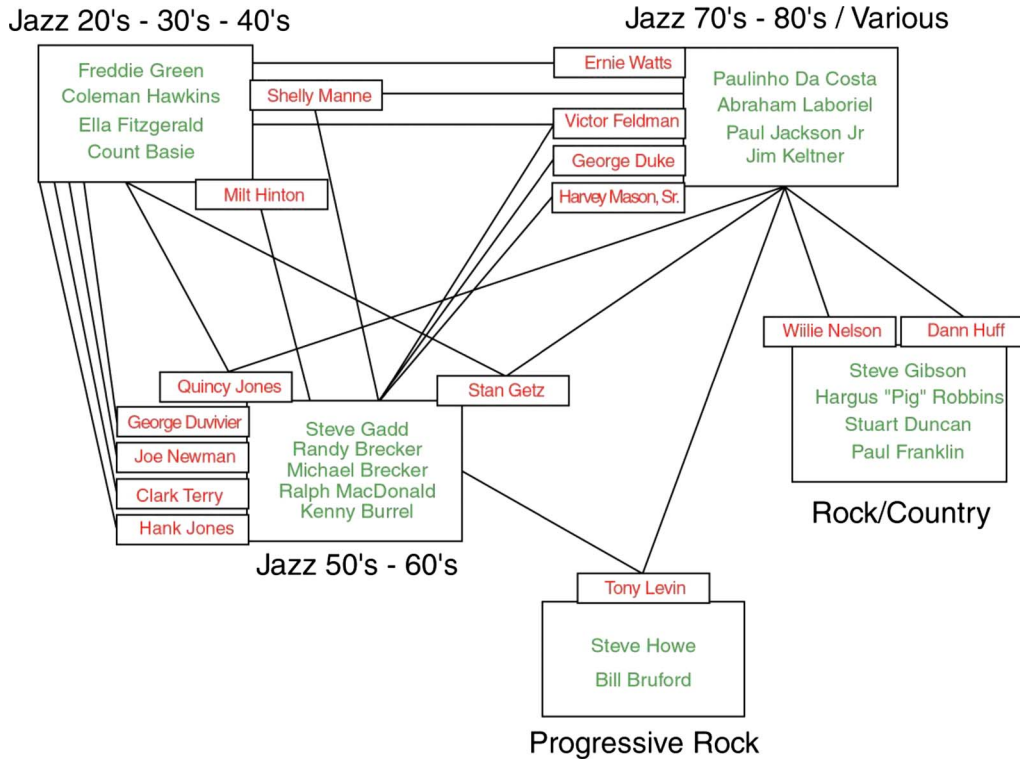 Jazz 20's - 30's - 40's
Freddie Green
Coleman Hawkins
Ella Fitzgerald
Count Basie
Shelly Manne
Milt Hinton
Jazz 70's - 80's / Various
Ernie Watts
Victor Feldman
George Duke
Harvey Mason, Sr.
Paulinho Da Costa
Abraham Laboriel
Paul Jackson Jr
Jim Keltner
Quincy Jones
George Duvivier
Joe Newman
Clark Terry
Hank Jones
Stan Getz
Steve Gadd
Randy Brecker
Michael Brecker
Ralph MacDonald
Kenny Burrel
Jazz 50's - 60's
Wiilie Nelson
Dann Huff
Steve Gibson
Hargus "Pig" Robbins
Stuart Duncan
Paul Franklin
Rock/Country
Tony Levin
Steve Howe
Bill Bruford
Progressive Rock